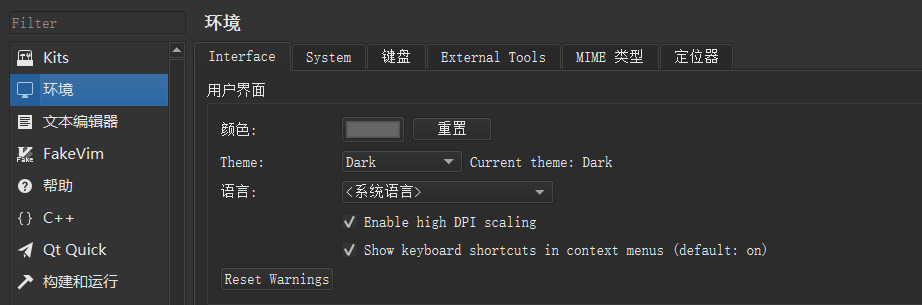 Filter
环境
Kits
环境
文本编辑器
FakeVim
帮助
C++
Qt Quick
构建和运行
Interface System 键盘 External Tools MIME 类型 定位器
用户界面
颜色: 重置
Theme: Dark Current theme: Dark
语言: <系统语言>
Enable high DPI scaling
Show keyboard shortcuts in context menus (default: on)
Reset Warnings